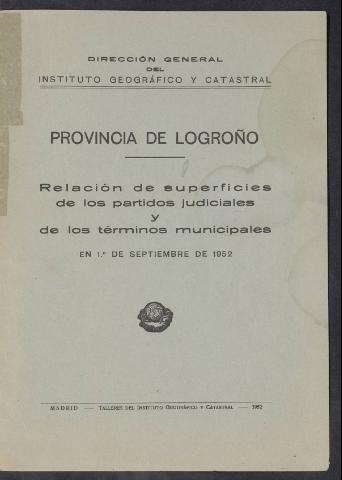 DIRECCIÓN GENERAL
DEL
INSTITUTO GEOGRÁFICO Y CATASTRAL
PROVINCIA DE LOGROÑO
Relación de superficies
de los partidos judiciales
y
de los términos municipales
EN 1.º DE SEPTIEMBRE DE 1952
MADRID — TALLERES DEL INSTITUTO GEOGRÁFICO Y CATASTRAL — 1952